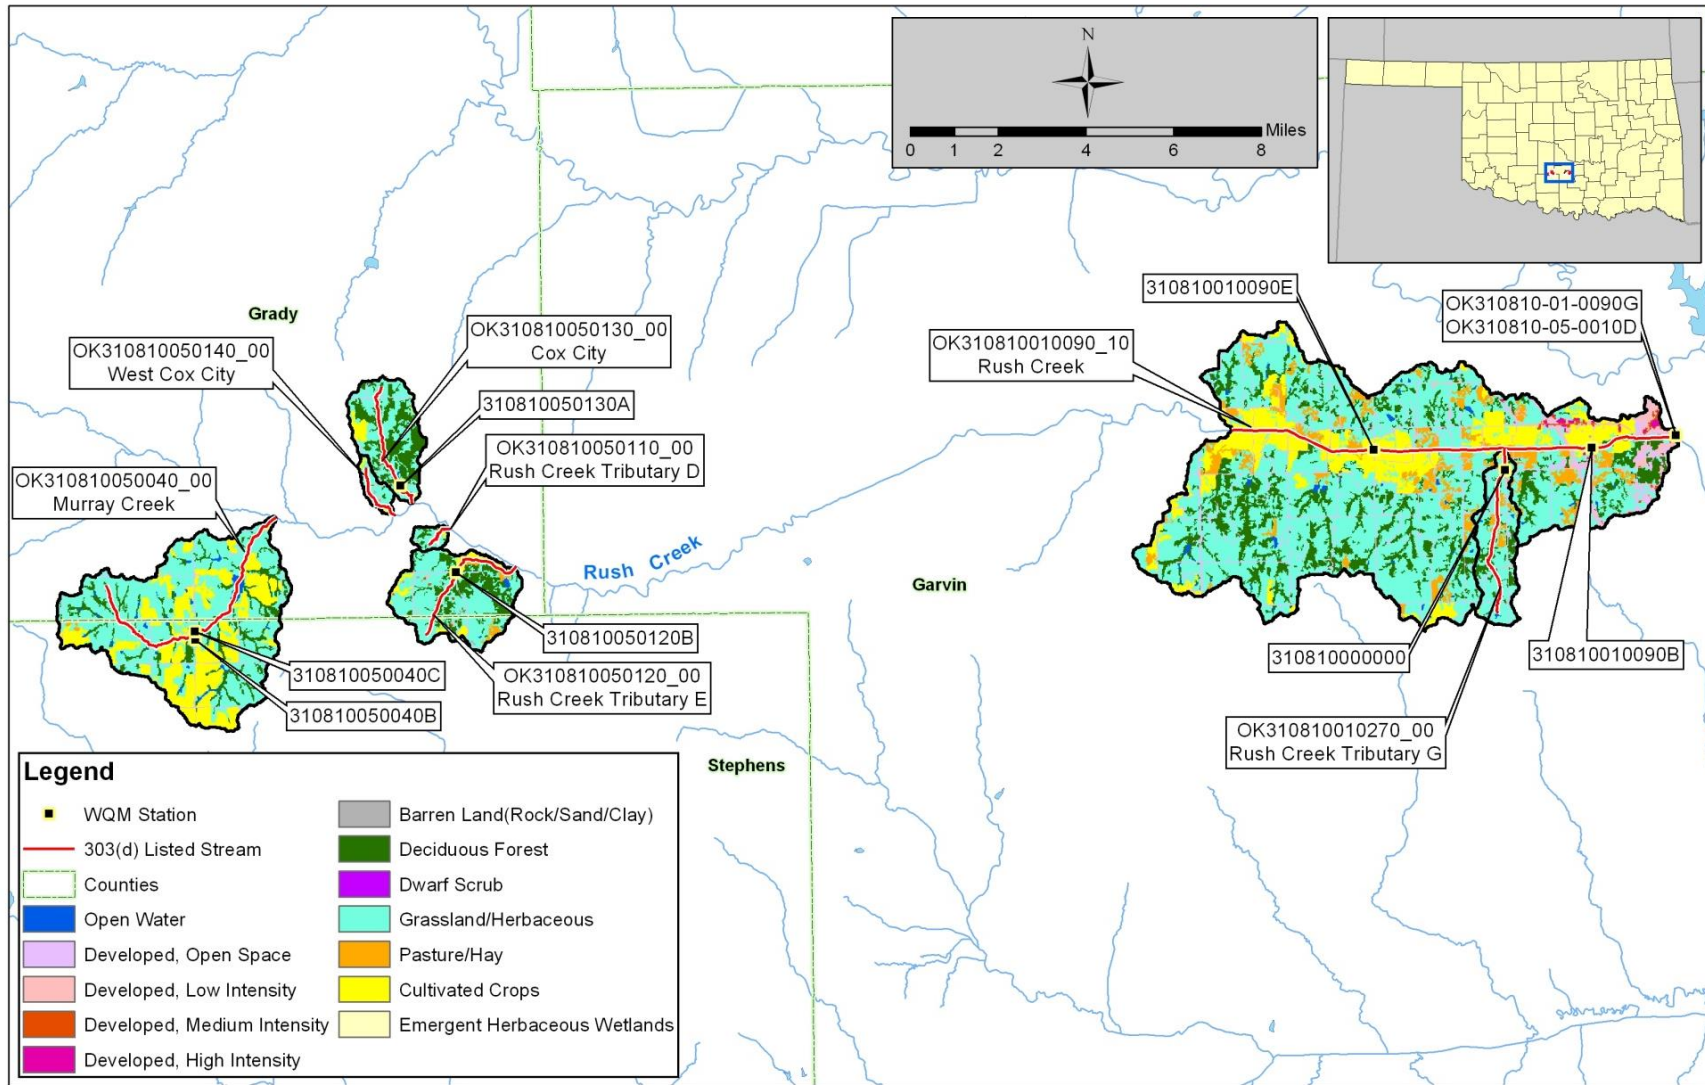 N
Miles
0 1 2 4 6 8
Grady
OK310810050130_00
Cox City
OK310810050140_00
West Cox City
310810050130A
OK310810050110_00
Rush Creek Tributary D
OK310810050040_00
Murray Creek
310810010090E
OK310810-01-0090G
OK310810-05-0010D
OK310810010090_10
Rush Creek
Rush Creek
Garvin
310810050120B
310810050040C
OK310810050120_00
Rush Creek Tributary E
310810050040B
310810000000
310810010090B
OK310810010270_00
Rush Creek Tributary G
Stephens
Legend
WQM Station
303(d) Listed Stream
Counties
Open Water
Developed, Open Space
Developed, Low Intensity
Developed, Medium Intensity
Developed, High Intensity
Barren Land(Rock/Sand/Clay)
Deciduous Forest
Dwarf Scrub
Grassland/Herbaceous
Pasture/Hay
Cultivated Crops
Emergent Herbaceous Wetlands